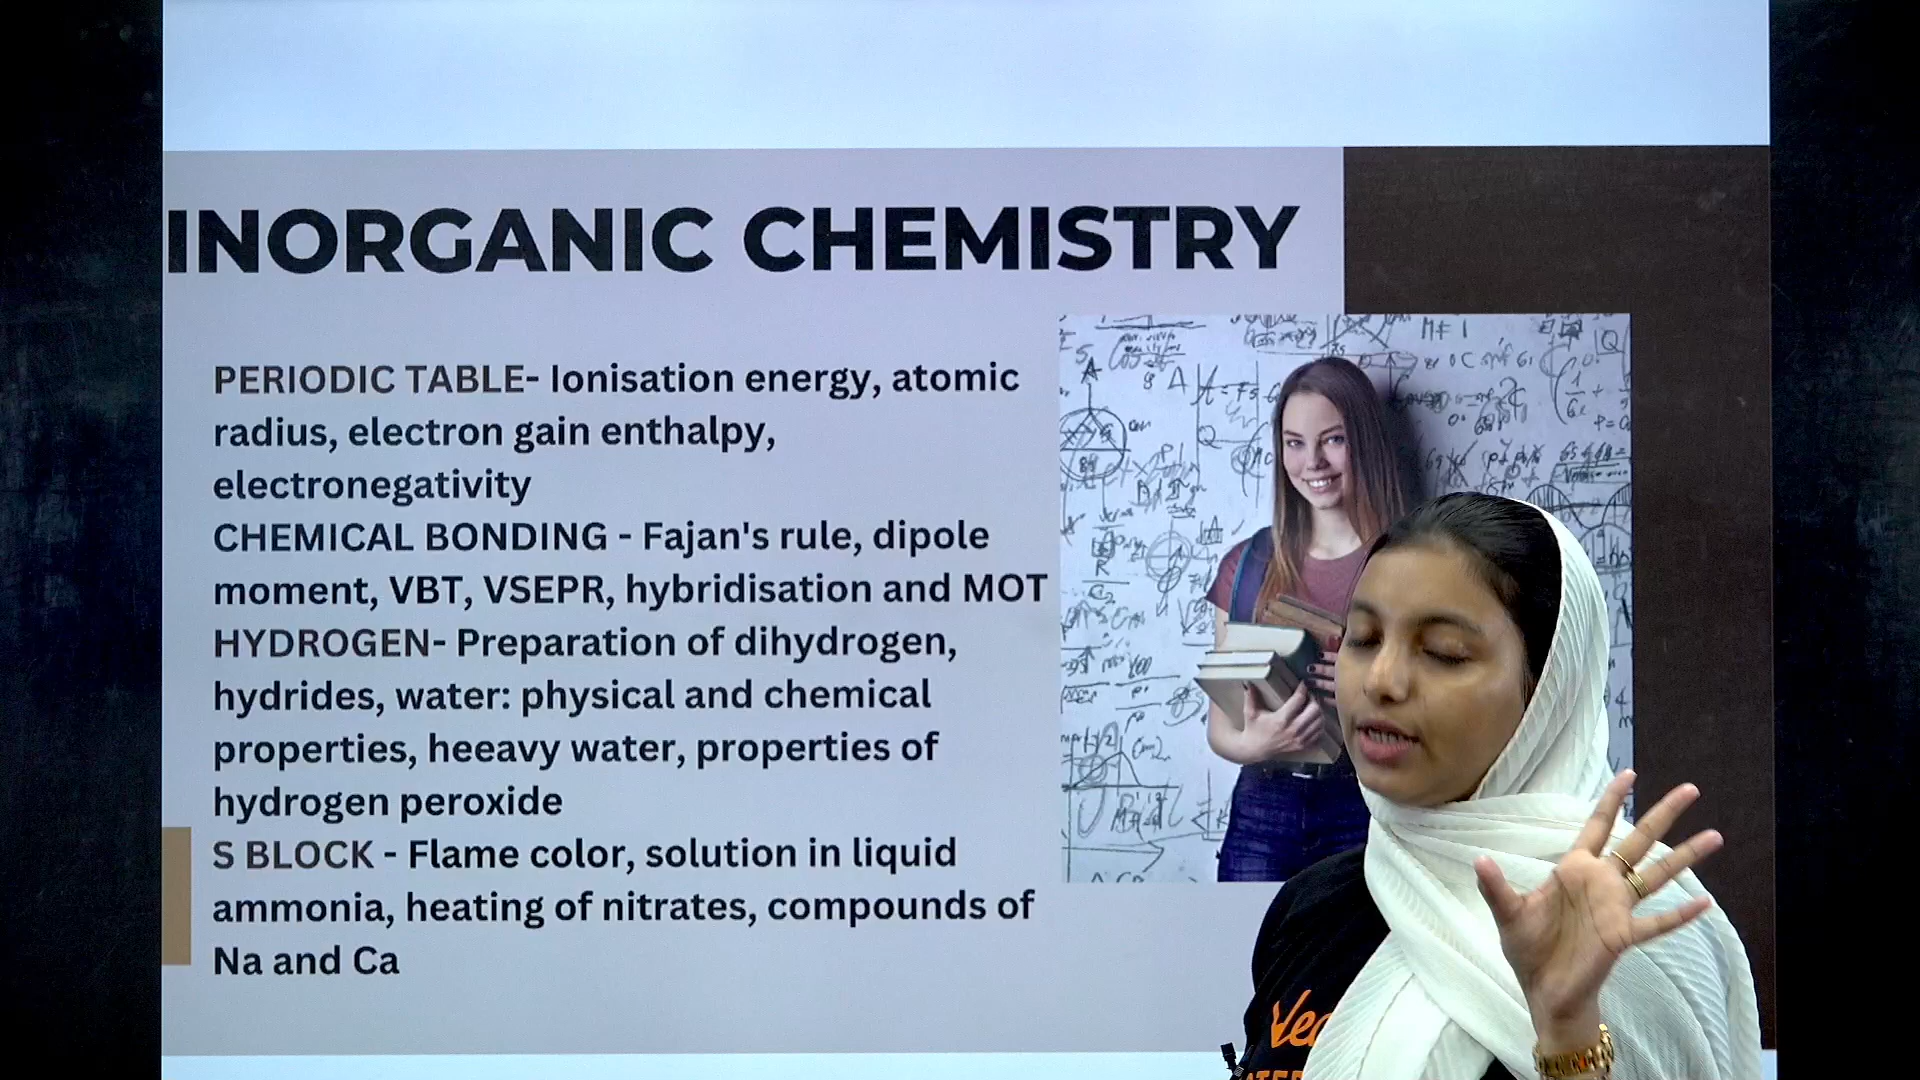 INORGANIC CHEMISTRY
PERIODIC TABLE- Ionisation energy, atomic
radius, electron gain enthalpy,
electronegativity
CHEMICAL BONDING - Fajan's rule, dipole
moment, VBT, VSEPR, hybridisation and MOT
HYDROGEN- Preparation of dihydrogen,
hydrides, water: physical and chemical
properties, heeavy water, properties of
hydrogen peroxide
S BLOCK - Flame color, solution in liquid
ammonia, heating of nitrates, compounds of
Na and Ca